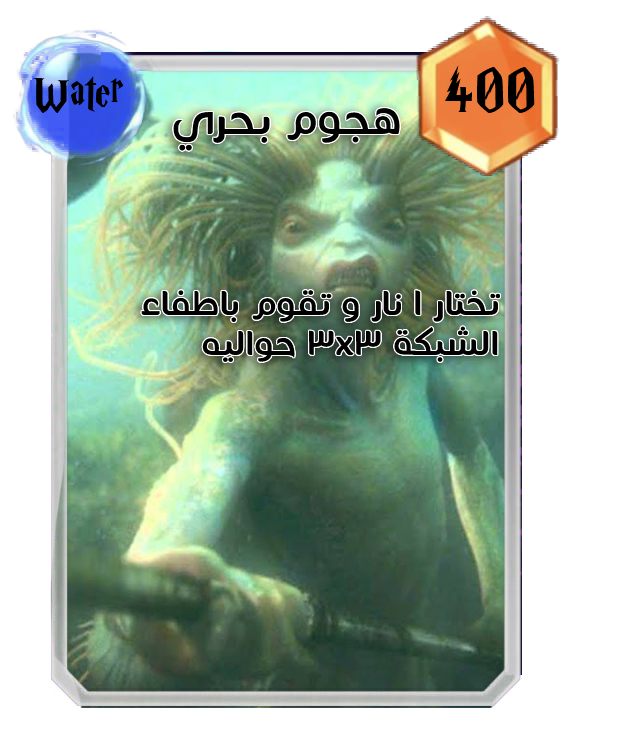 Water
400
هجوم بحري
تختار ١ نار و تقوم باطفاء
الشبكة ٣x٣ حواليه